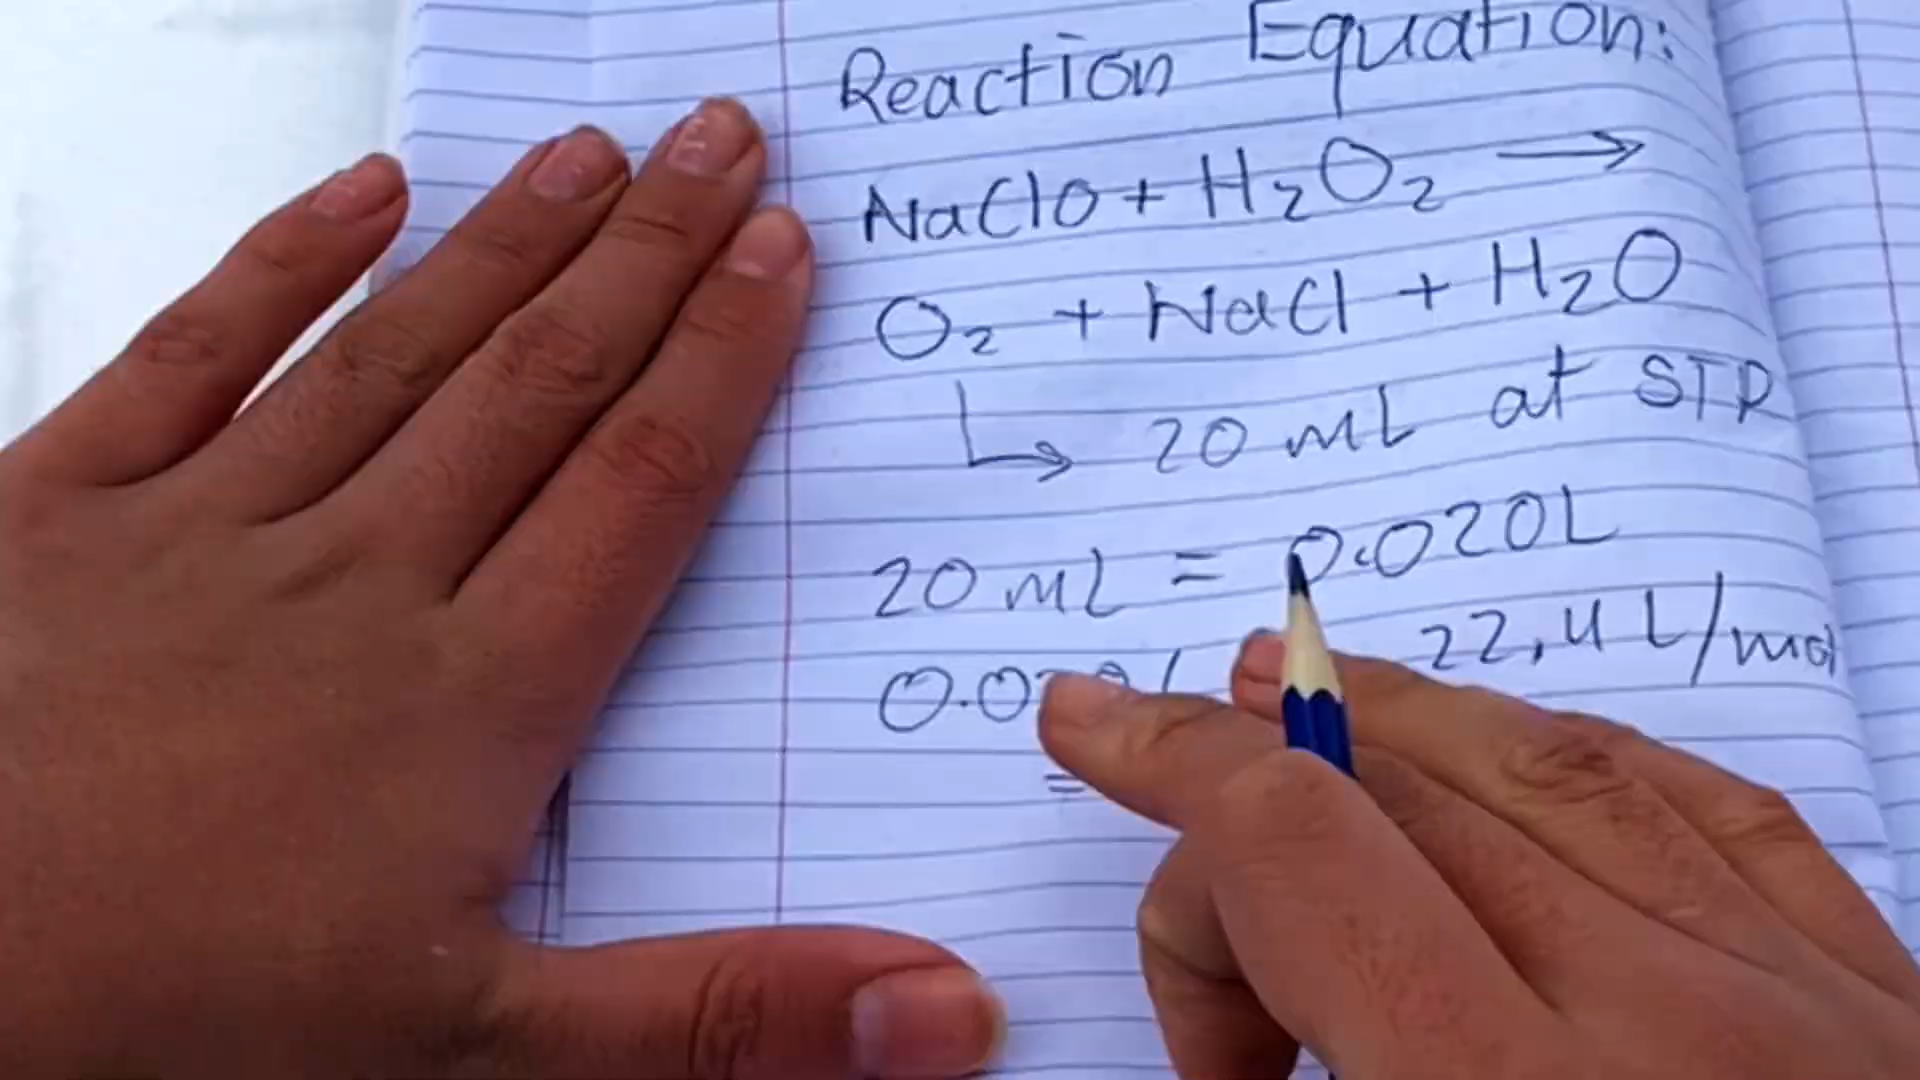 Reaction Equation:
NaClO + H₂O₂ →
O₂ + NaCl + H₂O
↳ 20 mL at STP
20 mL = 0.020L
22,4 L/mol
=